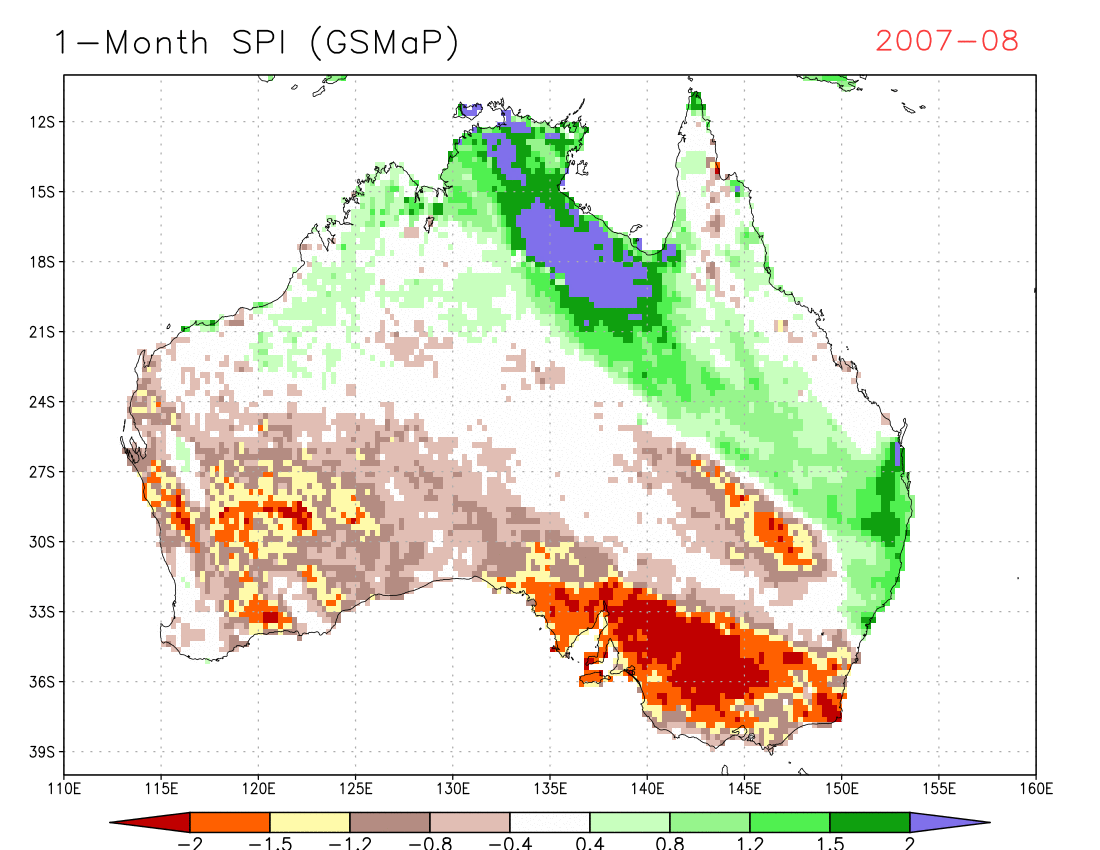 1-Month SPI (GSMaP) 2007-08
12S
15S
18S
21S
24S
27S
30S
33S
36S
39S
110E 115E 120E 125E 130E 135E 140E 145E 150E 155E 160E
-2 -1.5 -1.2 -0.8 -0.4 0.4 0.8 1.2 1.5 2